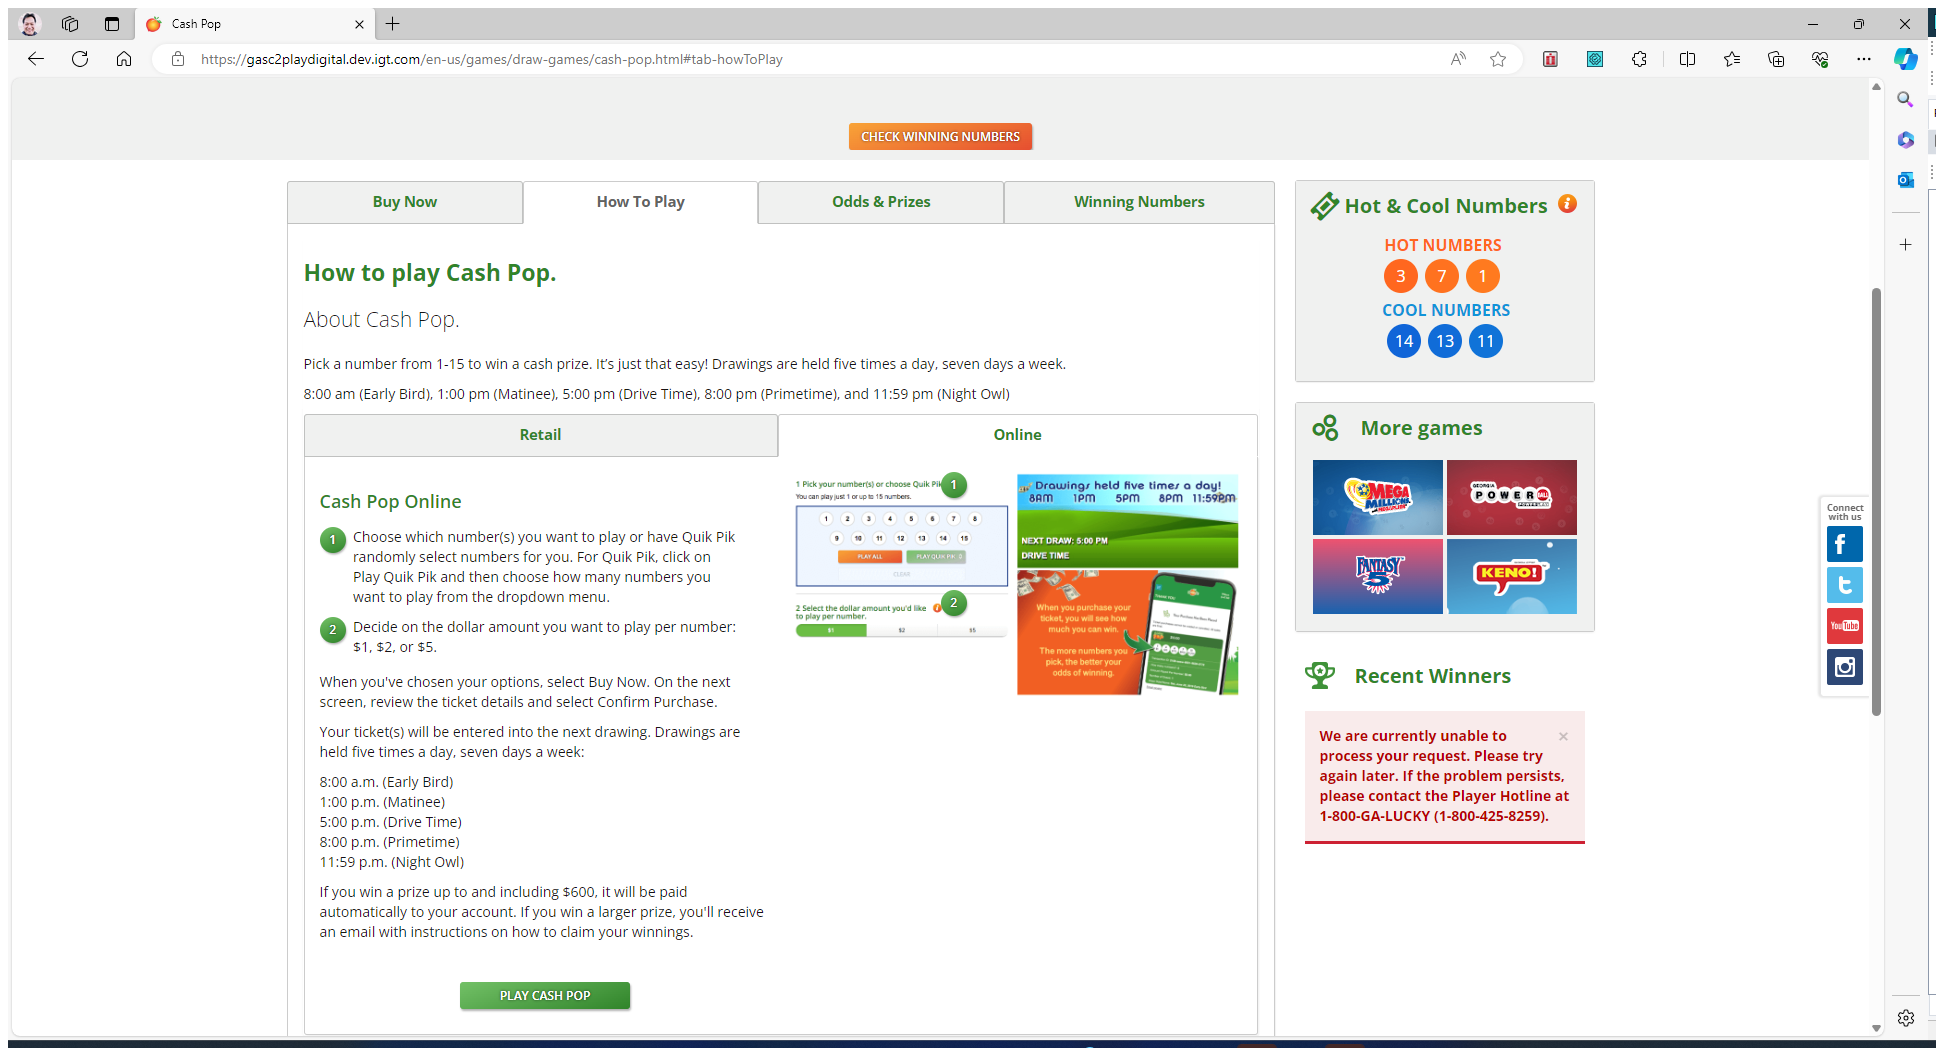 Cash Pop
https://gasc2playdigital.dev.igt.com/en-us/games/draw-games/cash-pop.html#tab-howToPlay
CHECK WINNING NUMBERS
Buy Now
How To Play
Odds & Prizes
Winning Numbers
How to play Cash Pop.
About Cash Pop.
Pick a number from 1-15 to win a cash prize. It's just that easy! Drawings are held five times a day, seven days a week.
8:00 am (Early Bird), 1:00 pm (Matinee), 5:00 pm (Drive Time), 8:00 pm (Primetime), and 11:59 pm (Night Owl)
Retail
Online
Cash Pop Online
1 Choose which number(s) you want to play or have Quik Pik
randomly select numbers for you. For Quik Pik, click on
Play Quik Pik and then choose how many numbers you
want to play from the dropdown menu.
2 Decide on the dollar amount you want to play per number:
$1, $2, or $5.
When you've chosen your options, select Buy Now. On the next
screen, review the ticket details and select Confirm Purchase.
Your ticket(s) will be entered into the next drawing. Drawings are
held five times a day, seven days a week:
8:00 a.m. (Early Bird)
1:00 p.m. (Matinee)
5:00 p.m. (Drive Time)
8:00 p.m. (Primetime)
11:59 p.m. (Night Owl)
If you win a prize up to and including $600, it will be paid
automatically to your account. If you win a larger prize, you'll receive
an email with instructions on how to claim your winnings.
PLAY CASH POP
1 Pick your number(s) or choose Quik Pik
1
You can play just 1 or up to 15 numbers.
1 2 3 4 5 6 7 8
9 10 11 12 13 14 15
PLAY ALL
PLAY QUIK PIK
CLEAR
2 Select the dollar amount you'd like
to play per number.
2
$1 $2 $5
Drawings held five times a day!
8AM 1PM 5PM 8PM 11:59PM
NEXT DRAW: 5:00 PM
DRIVE TIME
When you purchase your
ticket, you will see how
much you can win.
The more numbers you
pick, the better your
odds of winning.
Hot & Cool Numbers
HOT NUMBERS
3 7 1
COOL NUMBERS
14 13 11
More games
MEGA
MILLIONS
GEORGIA
POWERBALL
FANTASY
5
KENO!
Recent Winners
We are currently unable to
process your request. Please try
again later. If the problem persists,
please contact the Player Hotline at
1-800-GA-LUCKY (1-800-425-8259).
Connect
with us
YouTube